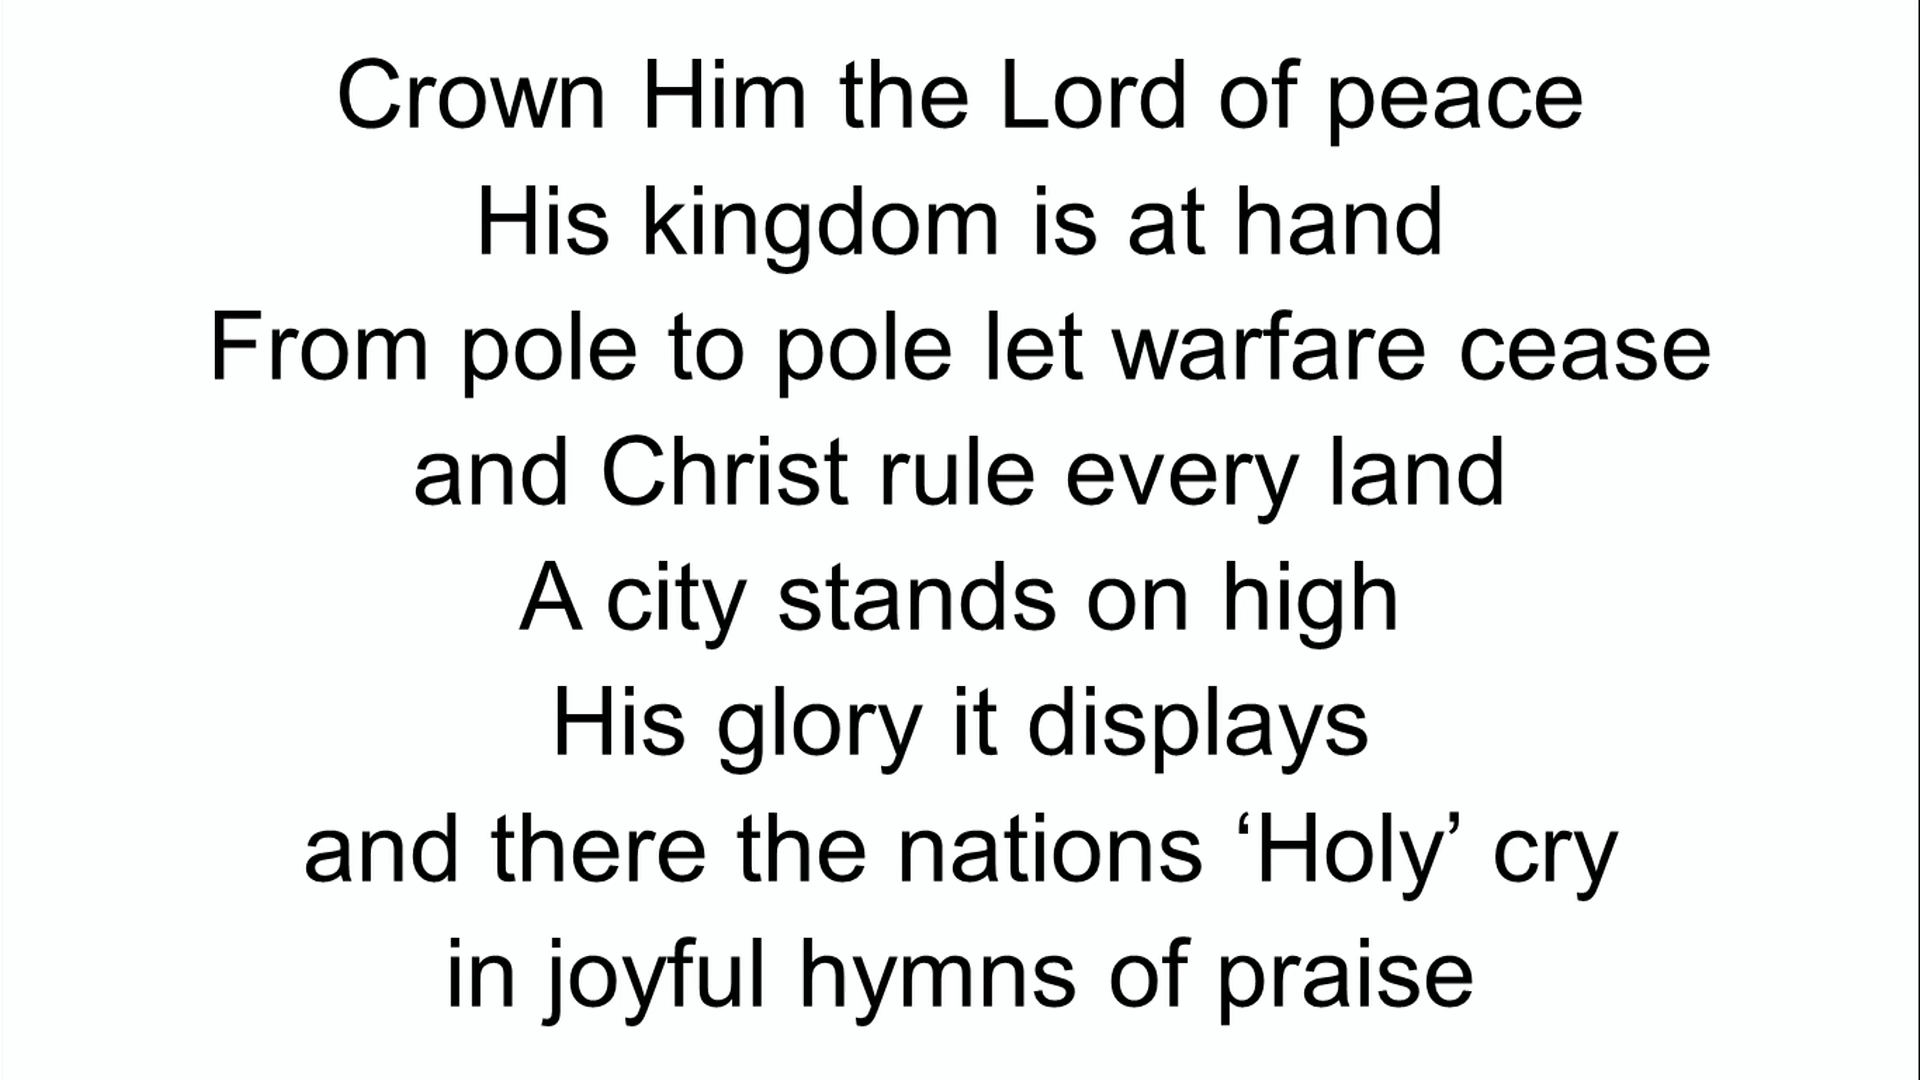 Crown Him the Lord of peace
His kingdom is at hand
From pole to pole let warfare cease
and Christ rule every land
A city stands on high
His glory it displays
and there the nations ‘Holy’ cry
in joyful hymns of praise